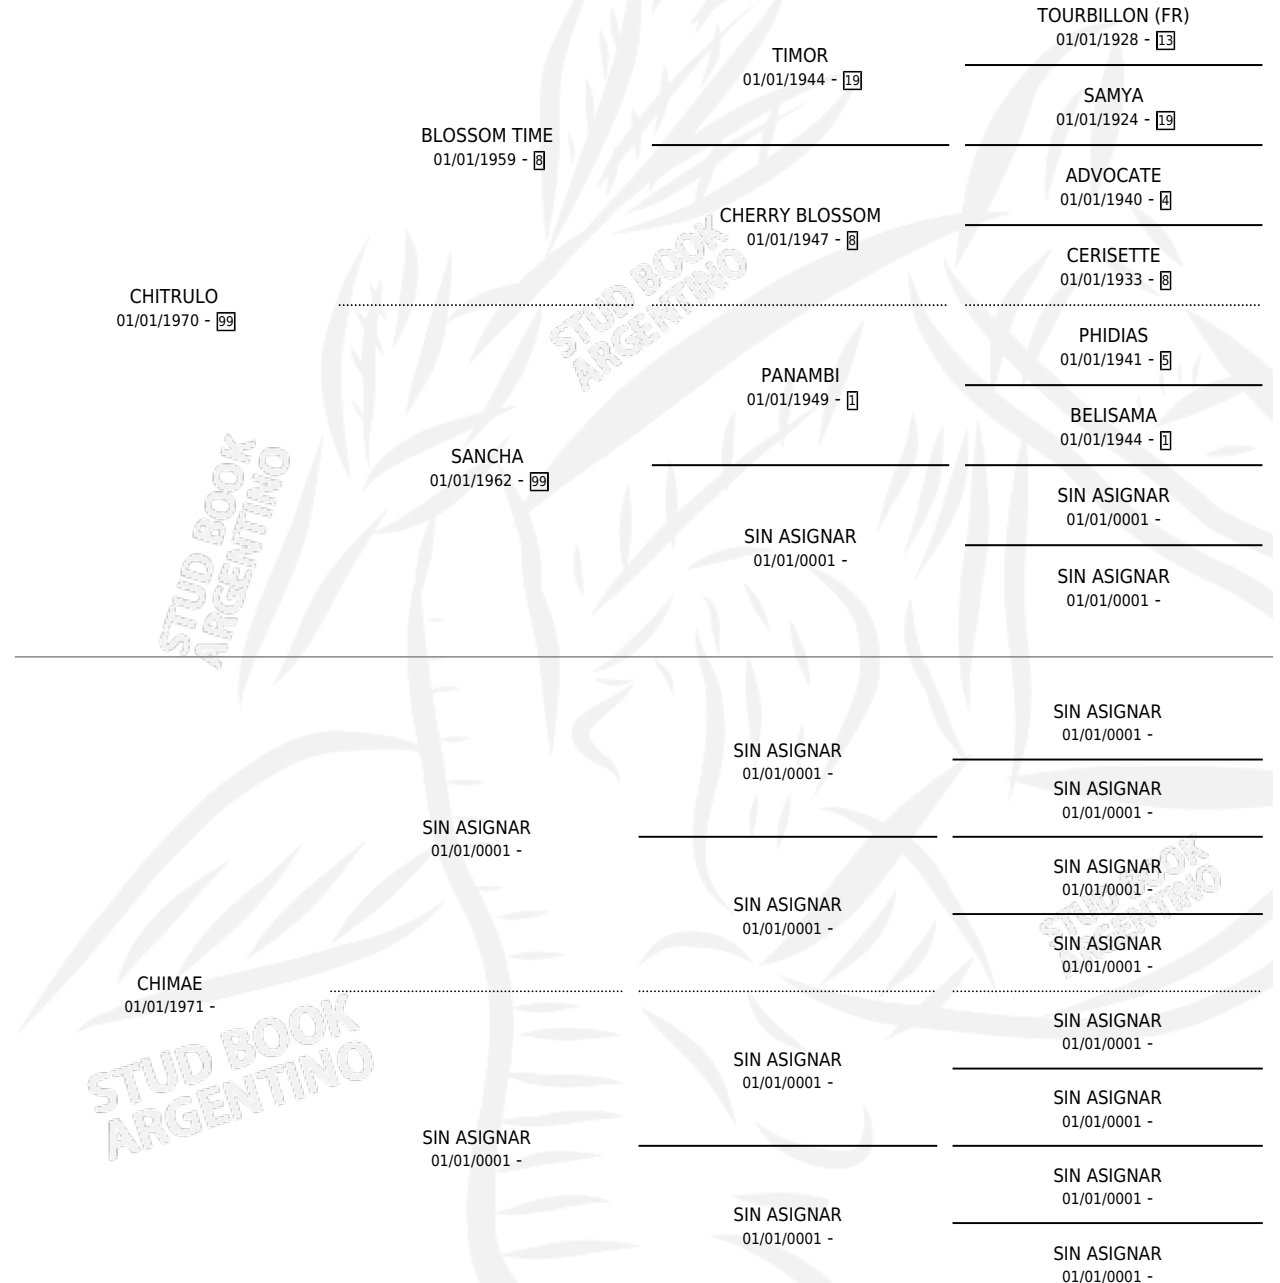 TOURBILLON (FR)
01/01/1928 - 13
TIMOR
01/01/1944 - 19
SAMYA
01/01/1924 - 19
BLOSSOM TIME
01/01/1959 - 8
ADVOCATE
01/01/1940 - 4
CHERRY BLOSSOM
01/01/1947 - 8
CERISETTE
01/01/1933 - 8
CHITRULO
01/01/1970 - 99
PHIDIAS
01/01/1941 - 5
PANAMBI
01/01/1949 - 1
BELISAMA
01/01/1944 - 1
SANCHA
01/01/1962 - 99
SIN ASIGNAR
01/01/0001 -
SIN ASIGNAR
01/01/0001 -
SIN ASIGNAR
01/01/0001 -
SIN ASIGNAR
01/01/0001 -
SIN ASIGNAR
01/01/0001 -
SIN ASIGNAR
01/01/0001 -
SIN ASIGNAR
01/01/0001 -
SIN ASIGNAR
01/01/0001 -
SIN ASIGNAR
01/01/0001 -
SIN ASIGNAR
01/01/0001 -
CHIMAE
01/01/1971 -
SIN ASIGNAR
01/01/0001 -
SIN ASIGNAR
01/01/0001 -
SIN ASIGNAR
01/01/0001 -
SIN ASIGNAR
01/01/0001 -
SIN ASIGNAR
01/01/0001 -
SIN ASIGNAR
01/01/0001 -
SIN ASIGNAR
01/01/0001 -
STUD BOOK
ARGENTINO
STUD BOOK
ARGENTINO
STUD BOOK
ARGENTINO
STUD BOOK
ARGENTINO